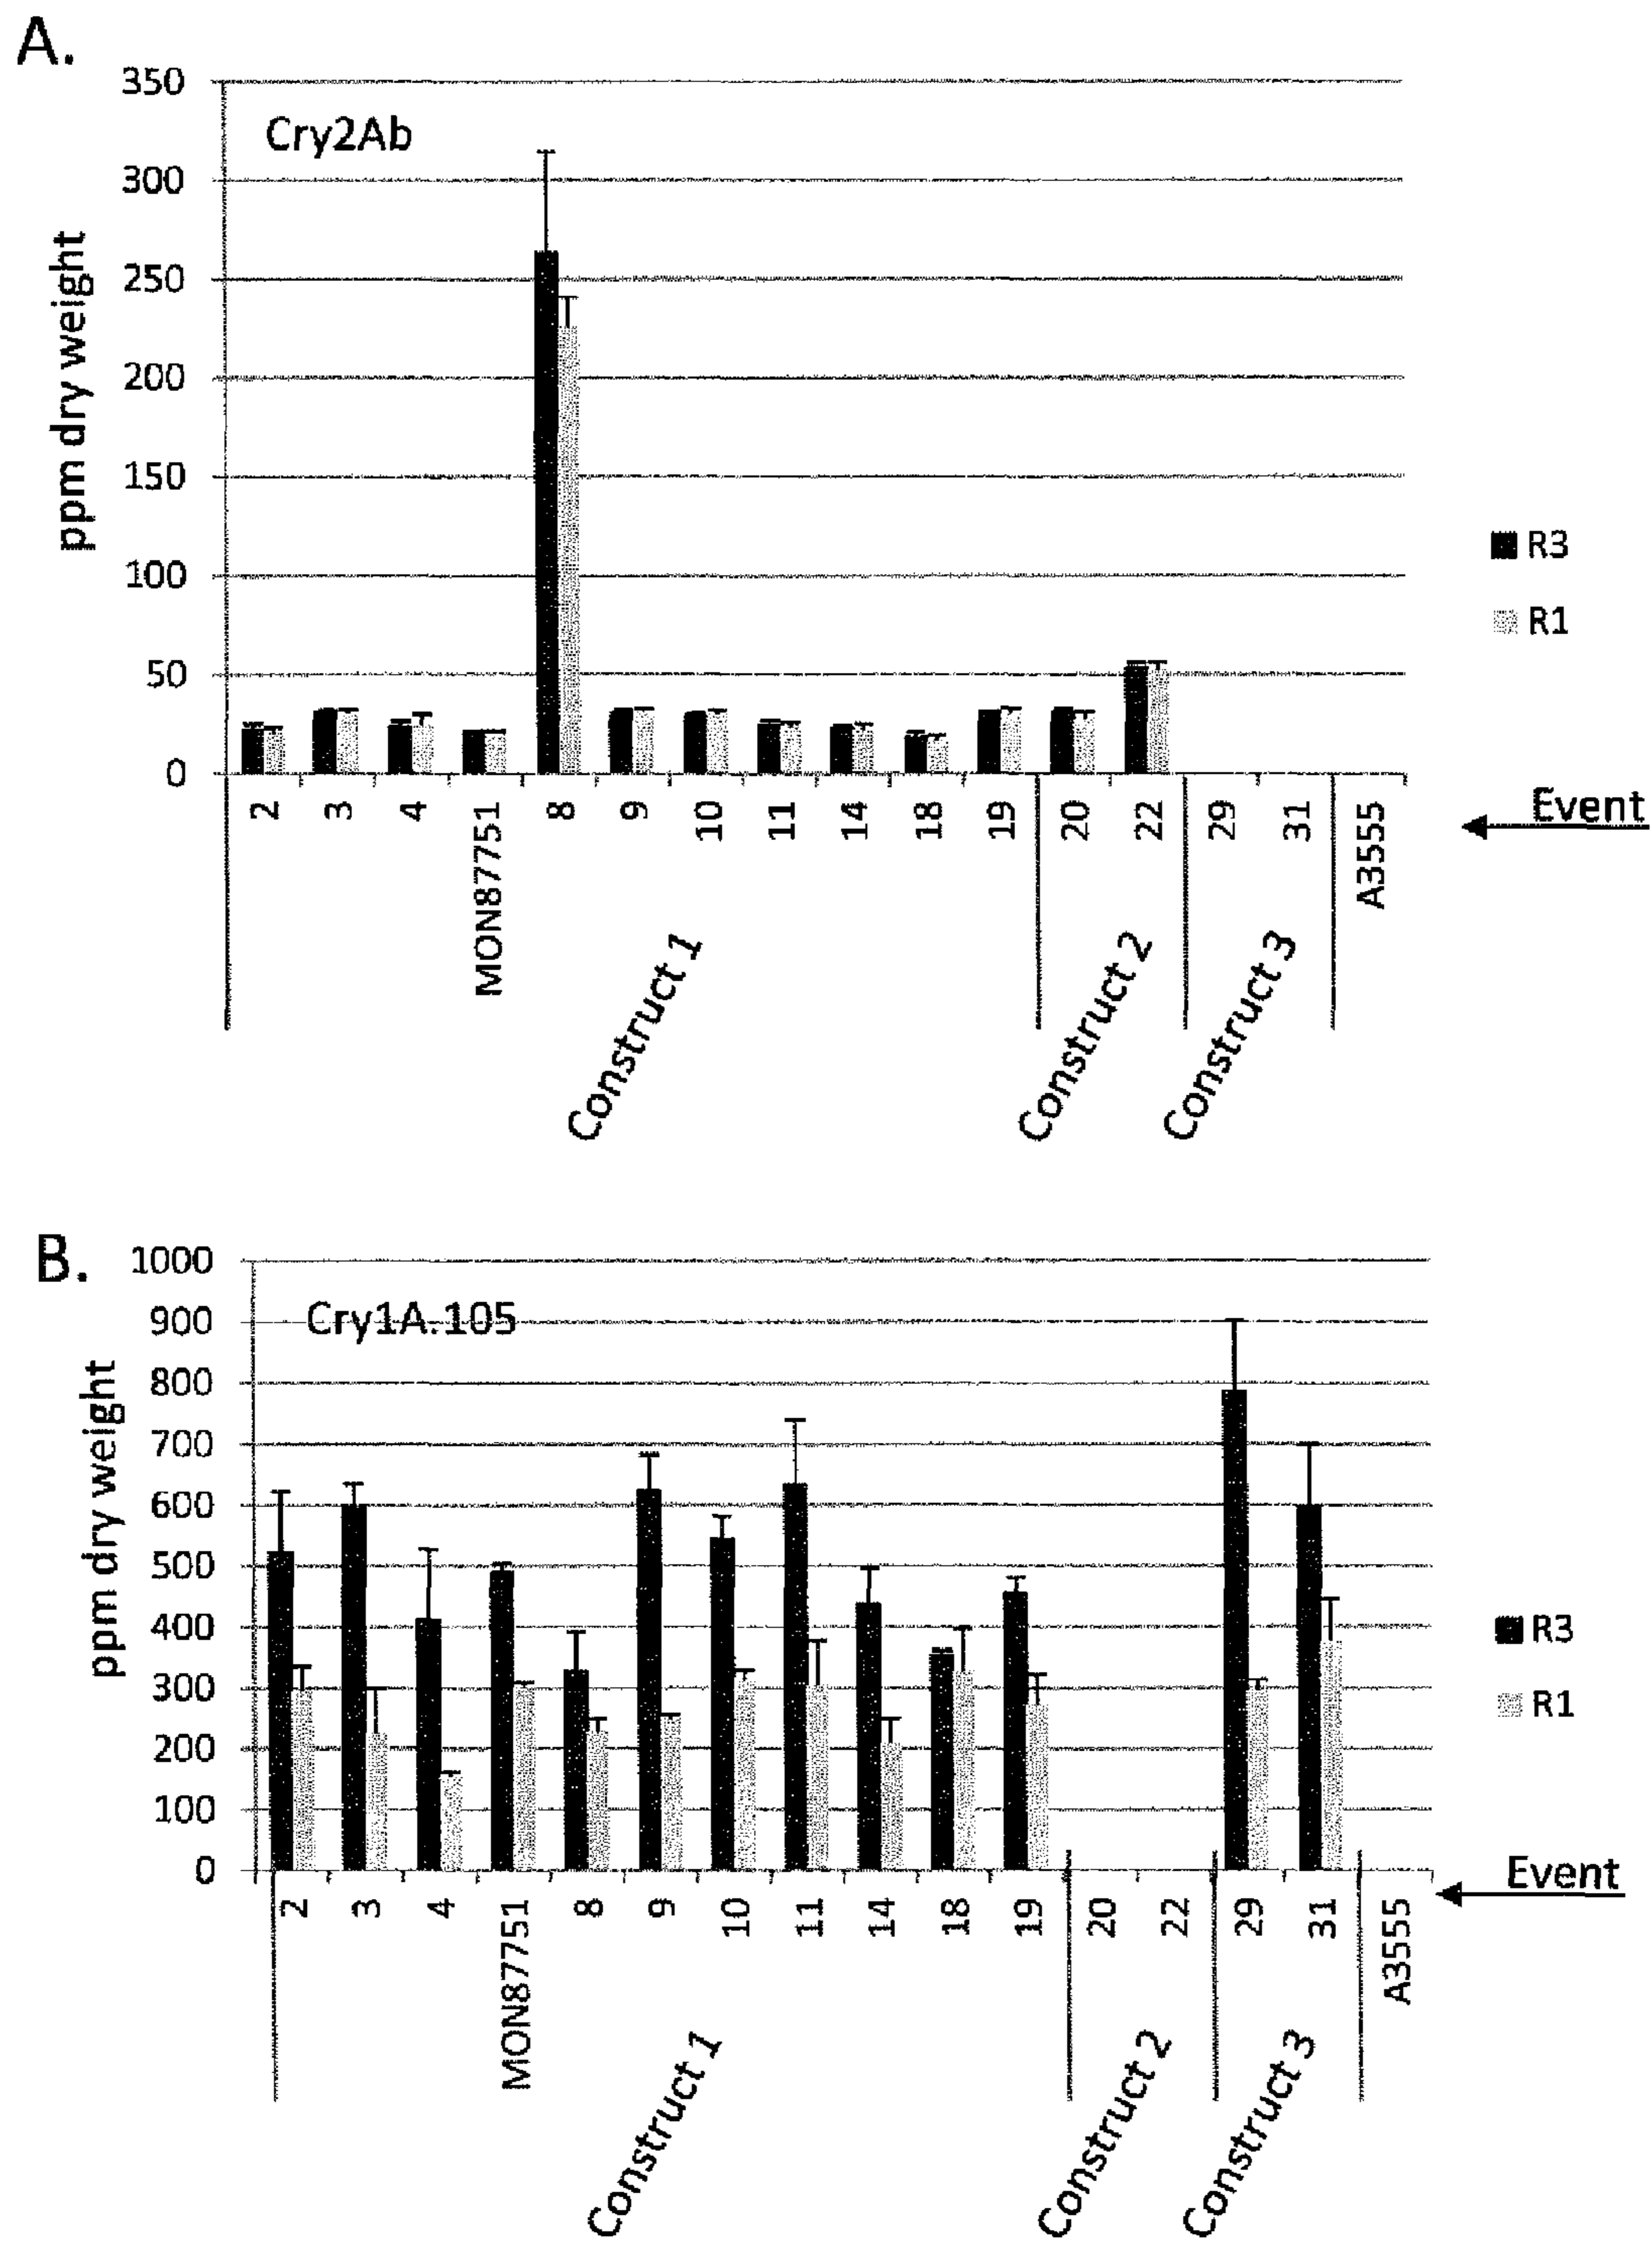 A.
350
300
250
200
150
100
50
0
ppm dry weight
Cry2Ab
R3
R1
2 3 4 MON87751 8 9 10 11 14 18 19 20 22 29 31 A3555
Event
Construct 1 Construct 2 Construct 3
B.
1000
900
800
700
600
500
400
300
200
100
0
ppm dry weight
Cry1A.105
R3
R1
2 3 4 MON87751 8 9 10 11 14 18 19 20 22 29 31 A3555
Event
Construct 1 Construct 2 Construct 3